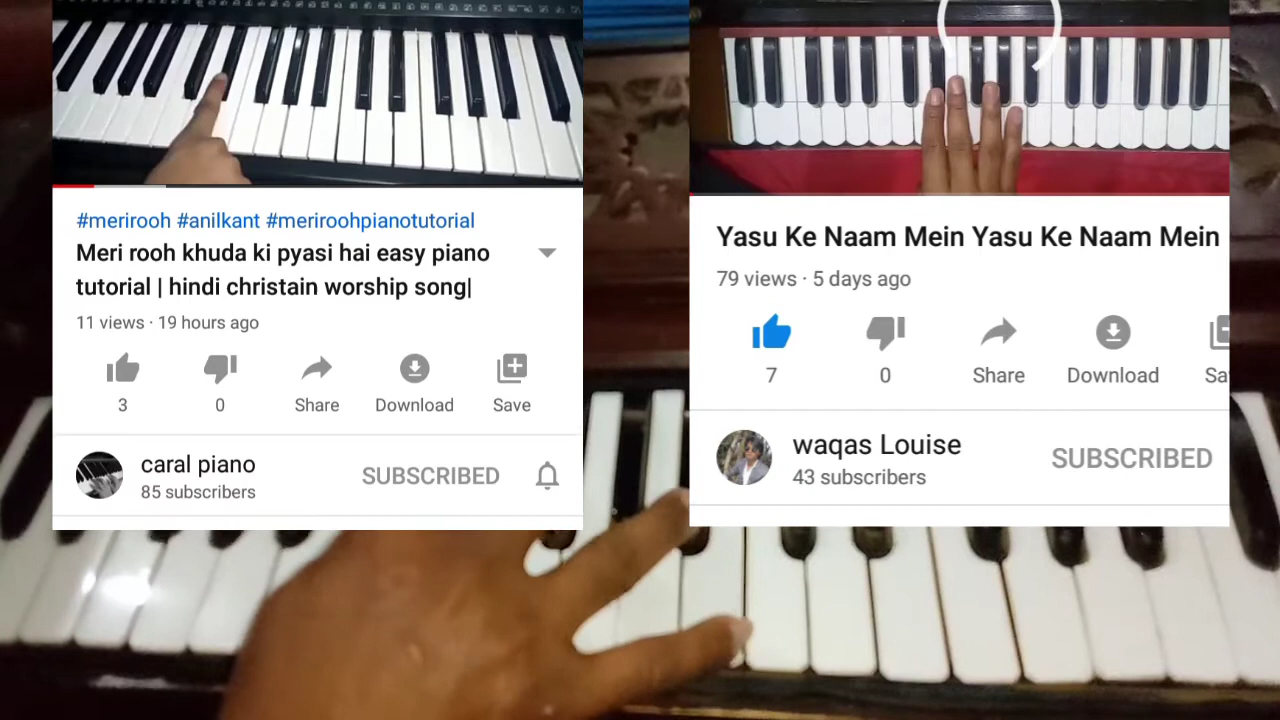 #merirooh #anilkant #meriroohpianotutorial
Meri rooh khuda ki pyasi hai easy piano
tutorial | hindi christain worship song|
11 views · 19 hours ago
3
0
Share
Download
Save
caral piano
85 subscribers
SUBSCRIBED
Yasu Ke Naam Mein Yasu Ke Naam Mein
79 views · 5 days ago
7
0
Share
Download
Sa
waqas Louise
43 subscribers
SUBSCRIBED